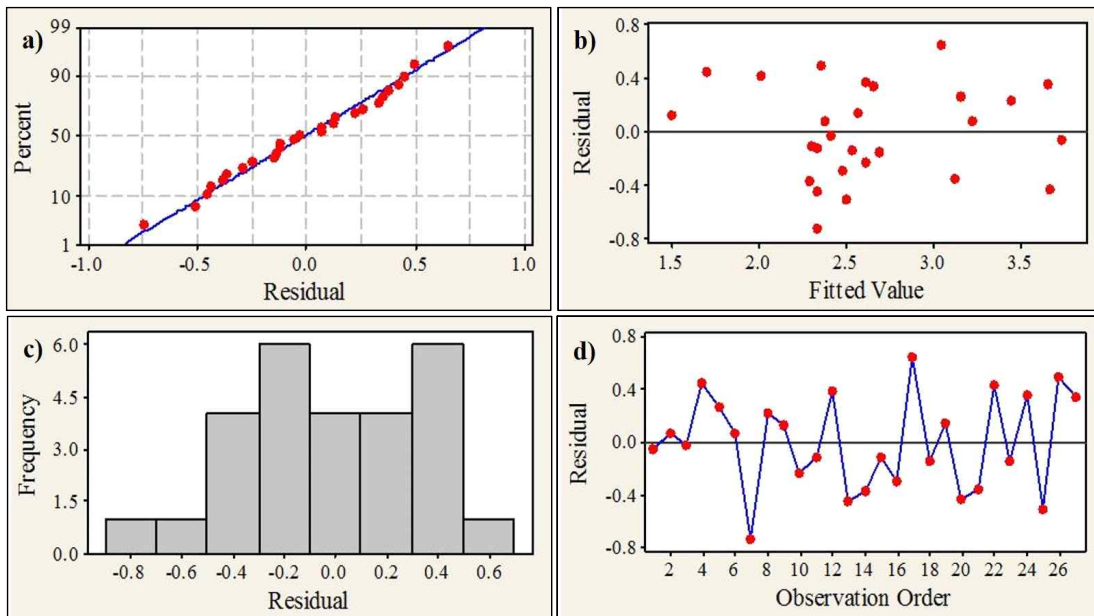 a)
Percent
99
90
50
10
1
-1.0 -0.5 0.0 0.5 1.0
Residual
b)
Residual
0.8
0.4
0.0
-0.4
-0.8
1.5 2.0 2.5 3.0 3.5
Fitted Value
c)
Frequency
6.0
4.5
3.0
1.5
0.0
-0.8 -0.6 -0.4 -0.2 0.0 0.2 0.4 0.6
Residual
d)
Residual
0.8
0.4
0.0
-0.4
-0.8
2 4 6 8 10 12 14 16 18 20 22 24 26
Observation Order